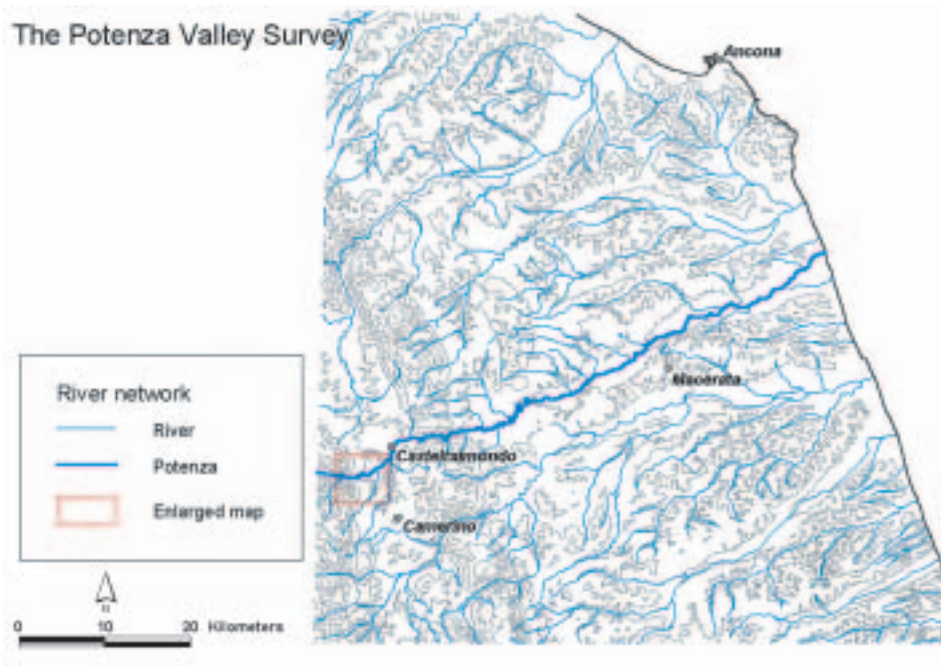 The Potenza Valley Survey
Ancona
Macerata
Castelraimondo
Camerino
River network
River
Potenza
Enlarged map
N
0 10 20 Kilometers